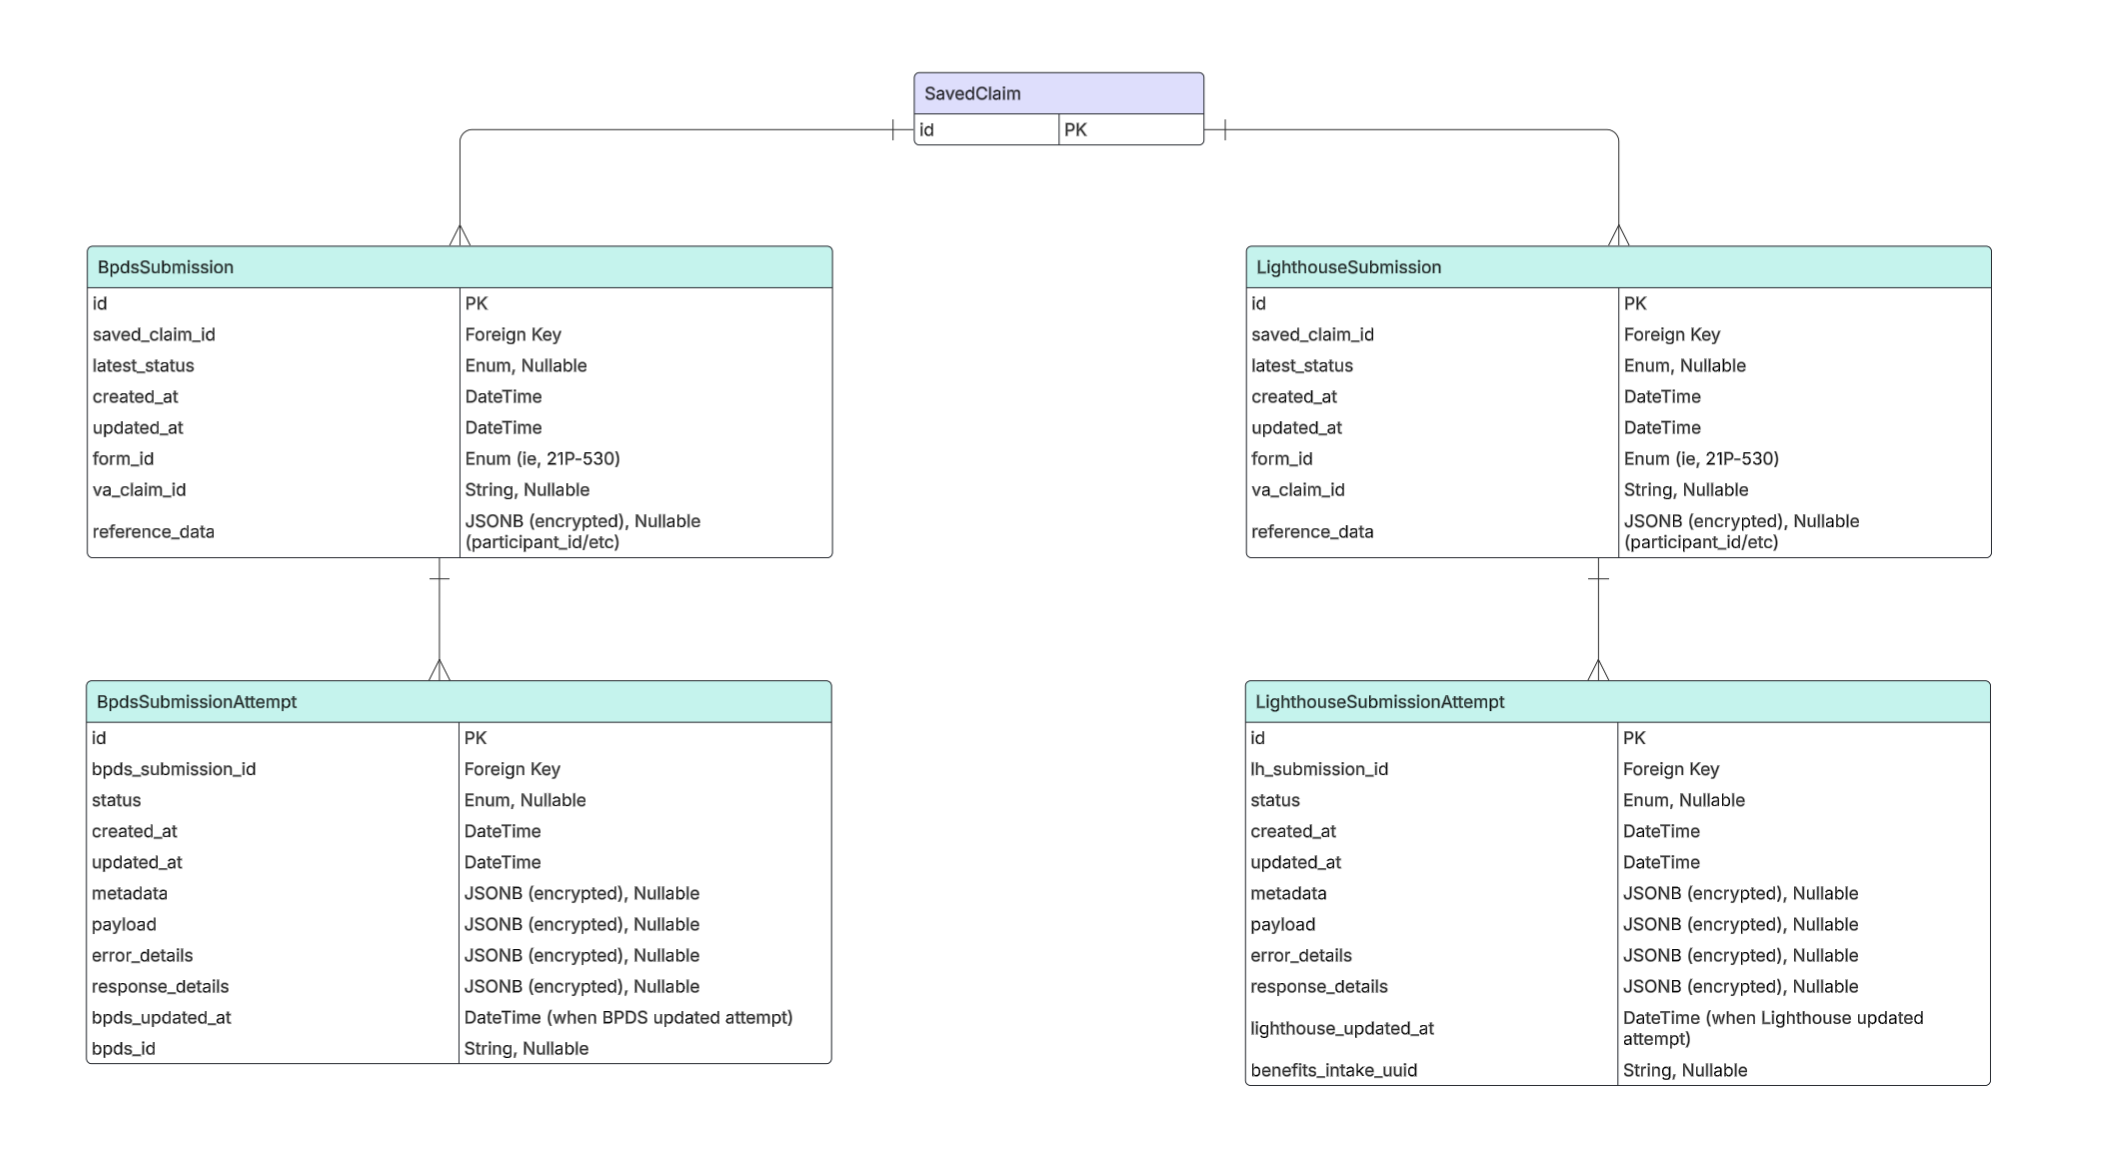 SavedClaim
id PK
BpdsSubmission
id PK
saved_claim_id Foreign Key
latest_status Enum, Nullable
created_at DateTime
updated_at DateTime
form_id Enum (ie, 21P-530)
va_claim_id String, Nullable
reference_data JSONB (encrypted), Nullable
(participant_id/etc)
LighthouseSubmission
id PK
saved_claim_id Foreign Key
latest_status Enum, Nullable
created_at DateTime
updated_at DateTime
form_id Enum (ie, 21P-530)
va_claim_id String, Nullable
reference_data JSONB (encrypted), Nullable
(participant_id/etc)
BpdsSubmissionAttempt
id PK
bpds_submission_id Foreign Key
status Enum, Nullable
created_at DateTime
updated_at DateTime
metadata JSONB (encrypted), Nullable
payload JSONB (encrypted), Nullable
error_details JSONB (encrypted), Nullable
response_details JSONB (encrypted), Nullable
bpds_updated_at DateTime (when BPDS updated attempt)
bpds_id String, Nullable
LighthouseSubmissionAttempt
id PK
lh_submission_id Foreign Key
status Enum, Nullable
created_at DateTime
updated_at DateTime
metadata JSONB (encrypted), Nullable
payload JSONB (encrypted), Nullable
error_details JSONB (encrypted), Nullable
response_details JSONB (encrypted), Nullable
lighthouse_updated_at DateTime (when Lighthouse updated
attempt)
benefits_intake_uuid String, Nullable